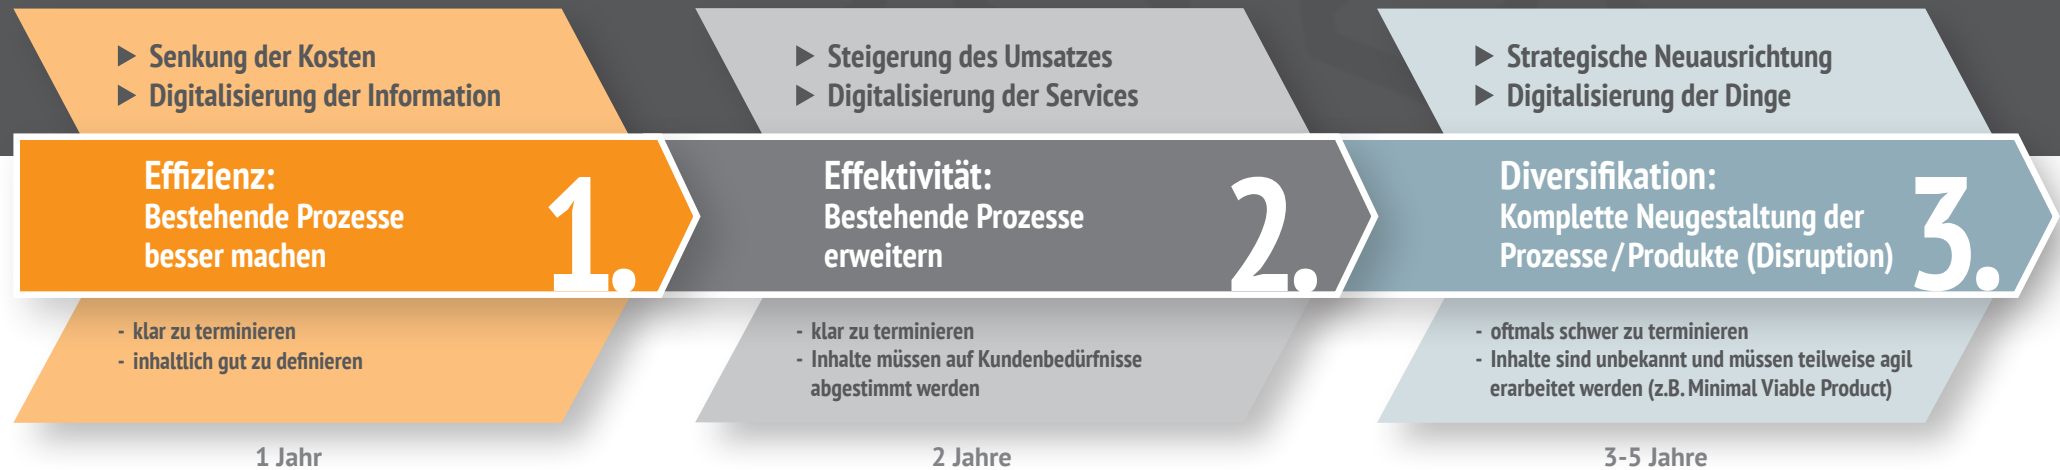 ▶ Senkung der Kosten
▶ Digitalisierung der Information
Effizienz:
Bestehende Prozesse
besser machen
1.
- klar zu terminieren
- inhaltlich gut zu definieren
1 Jahr
▶ Steigerung des Umsatzes
▶ Digitalisierung der Services
Effektivität:
Bestehende Prozesse
erweitern
2.
- klar zu terminieren
- Inhalte müssen auf Kundenbedürfnisse
abgestimmt werden
2 Jahre
▶ Strategische Neuausrichtung
▶ Digitalisierung der Dinge
Diversifikation:
Komplette Neugestaltung der
Prozesse / Produkte (Disruption)
3.
- oftmals schwer zu terminieren
- Inhalte sind unbekannt und müssen teilweise agil
erarbeitet werden (z.B. Minimal Viable Product)
3-5 Jahre